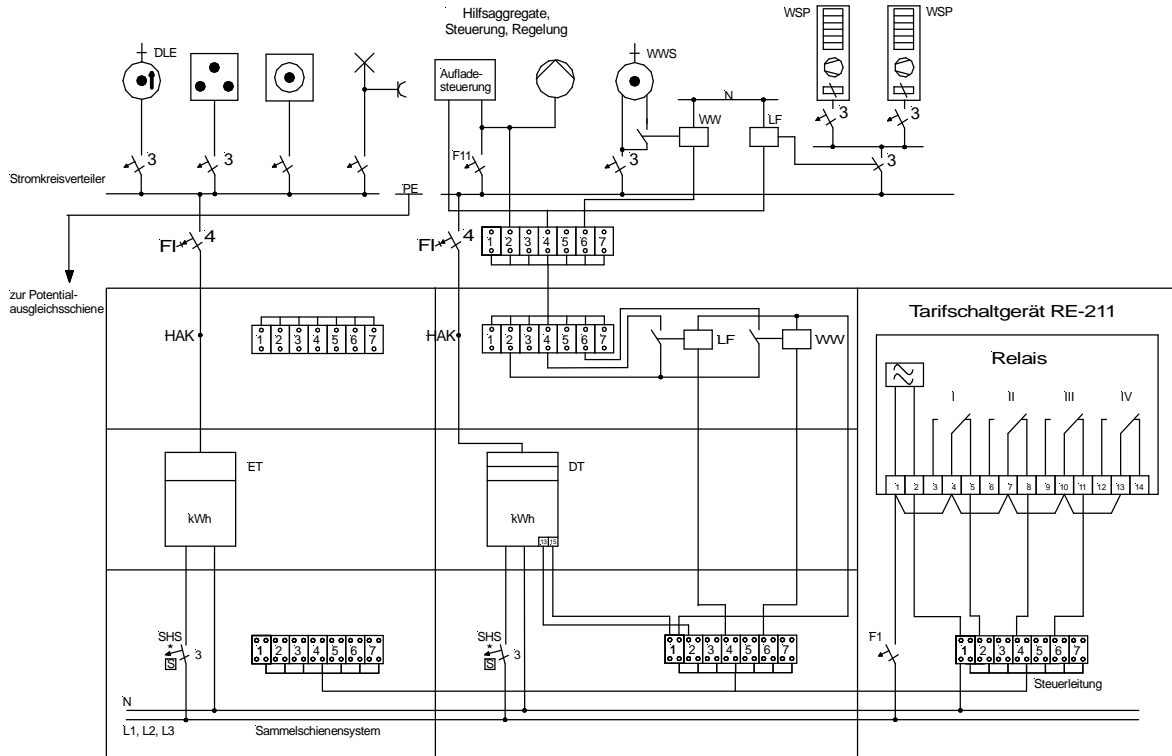 Hilfsaggregate,
Steuerung, Regelung
WSP
WSP
DLE
WWS
Auflade-
steuerung
N
WW
LF
3
3
3
3
F11
3
3
Stromkreisverteiler
PE
FI
4
FI
4
1 2 3 4 5 6 7
zur Potential-
ausgleichsschiene
HAK
1 2 3 4 5 6 7
HAK
1 2 3 4 5 6 7
LF
WW
Tarifschaltgerät RE-211
Relais
I II III IV
1 2 3 4 5 6 7 8 9 10 11 12 13 14
ET
kWh
DT
kWh
13 15
SHS
*
S
3
1 2 3 4 5 6 7
SHS
*
S
3
1 2 3 4 5 6 7
F1
1 2 3 4 5 6 7
Steuerleitung
N
L1, L2, L3
Sammelschienensystem